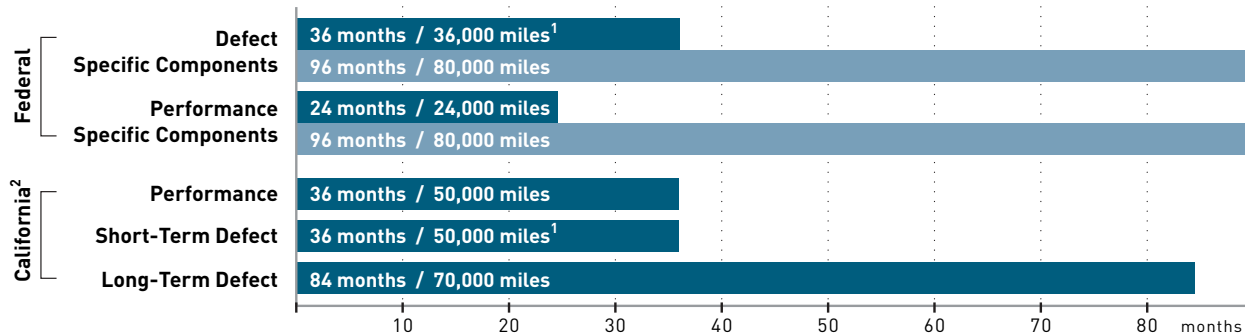 Federal
Defect 36 months / 36,000 miles1
Specific Components 96 months / 80,000 miles
Performance 24 months / 24,000 miles
Specific Components 96 months / 80,000 miles
California2
Performance 36 months / 50,000 miles
Short-Term Defect 36 months / 50,000 miles1
Long-Term Defect 84 months / 70,000 miles
10 20 30 40 50 60 70 80 months